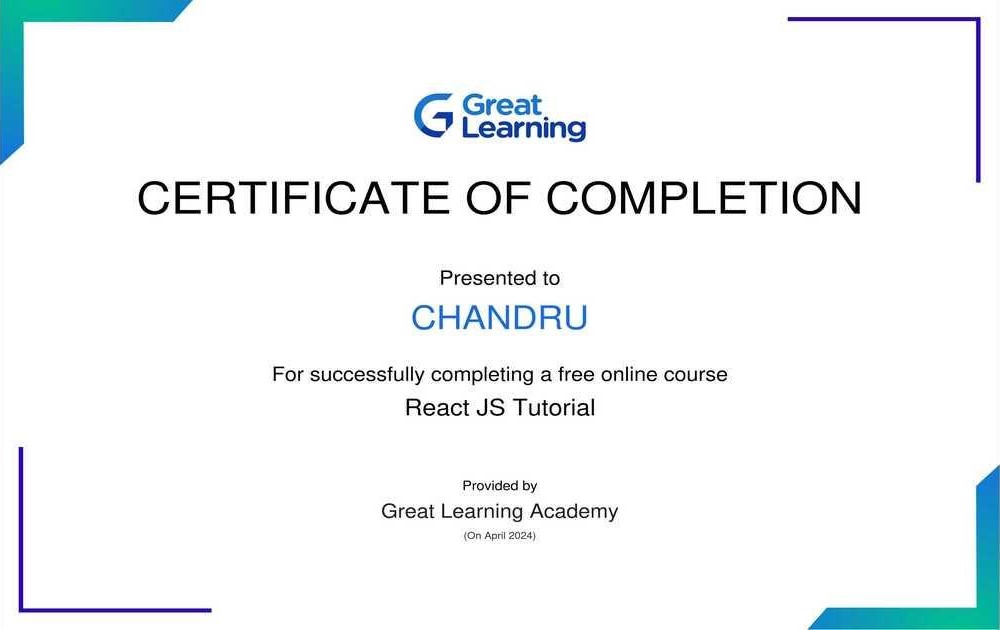 Great
Learning
CERTIFICATE OF COMPLETION
Presented to
CHANDRU
For successfully completing a free online course
React JS Tutorial
Provided by
Great Learning Academy
(On April 2024)